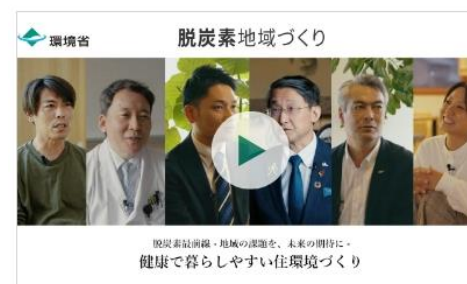 環境省
脱炭素地域づくり
脱炭素最前線 - 地域の課題を、未来の期待に -
健康で暮らしやすい住環境づくり